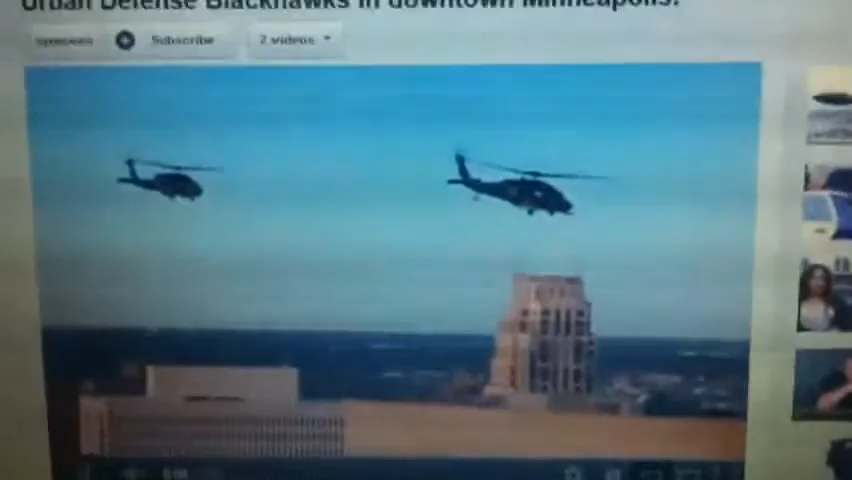 Urban Defense Blackhawks in downtown Minneapolis.
Subscribe
2 videos